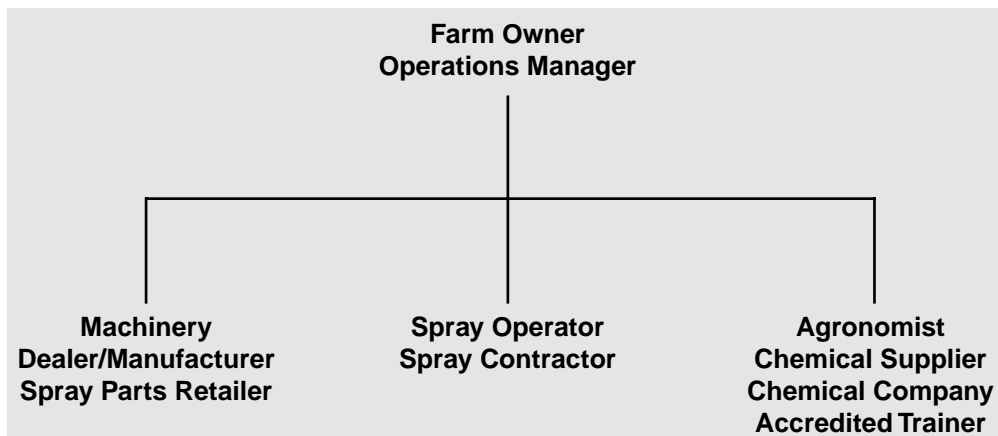 Farm Owner
Operations Manager
Machinery
Dealer/Manufacturer
Spray Parts Retailer
Spray Operator
Spray Contractor
Agronomist
Chemical Supplier
Chemical Company
Accredited Trainer